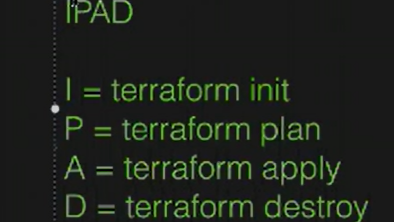 IPAD
I = terraform init
P = terraform plan
A = terraform apply
D = terraform destroy